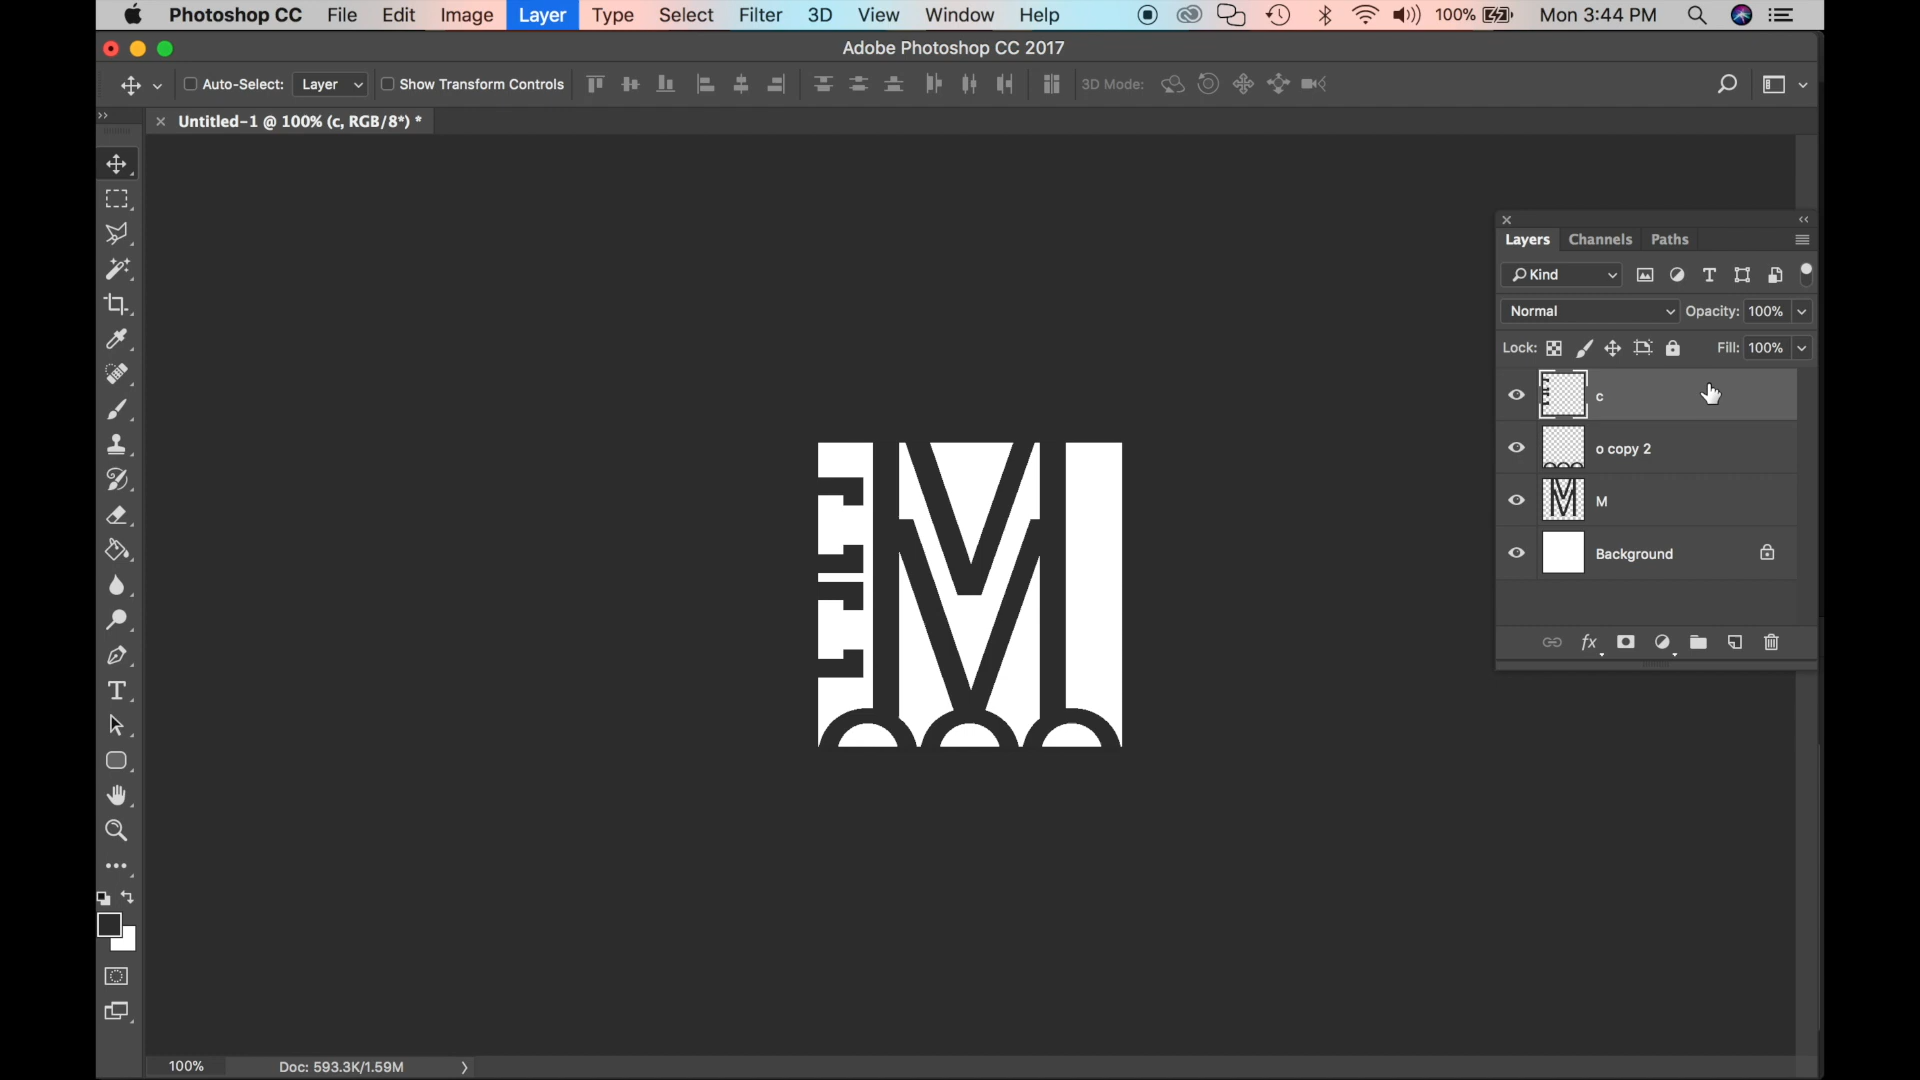 Photoshop CC File Edit Image Layer Type Select Filter 3D View Window Help 100% Mon 3:44 PM
Adobe Photoshop CC 2017
Auto-Select: Layer Show Transform Controls 3D Mode:
Untitled-1 @ 100% (c, RGB/8*) *
Layers Channels Paths
Kind
Normal Opacity: 100%
Lock: Fill: 100%
c
o copy 2
M
M
Background
fx
100% Doc: 593.3K/1.59M